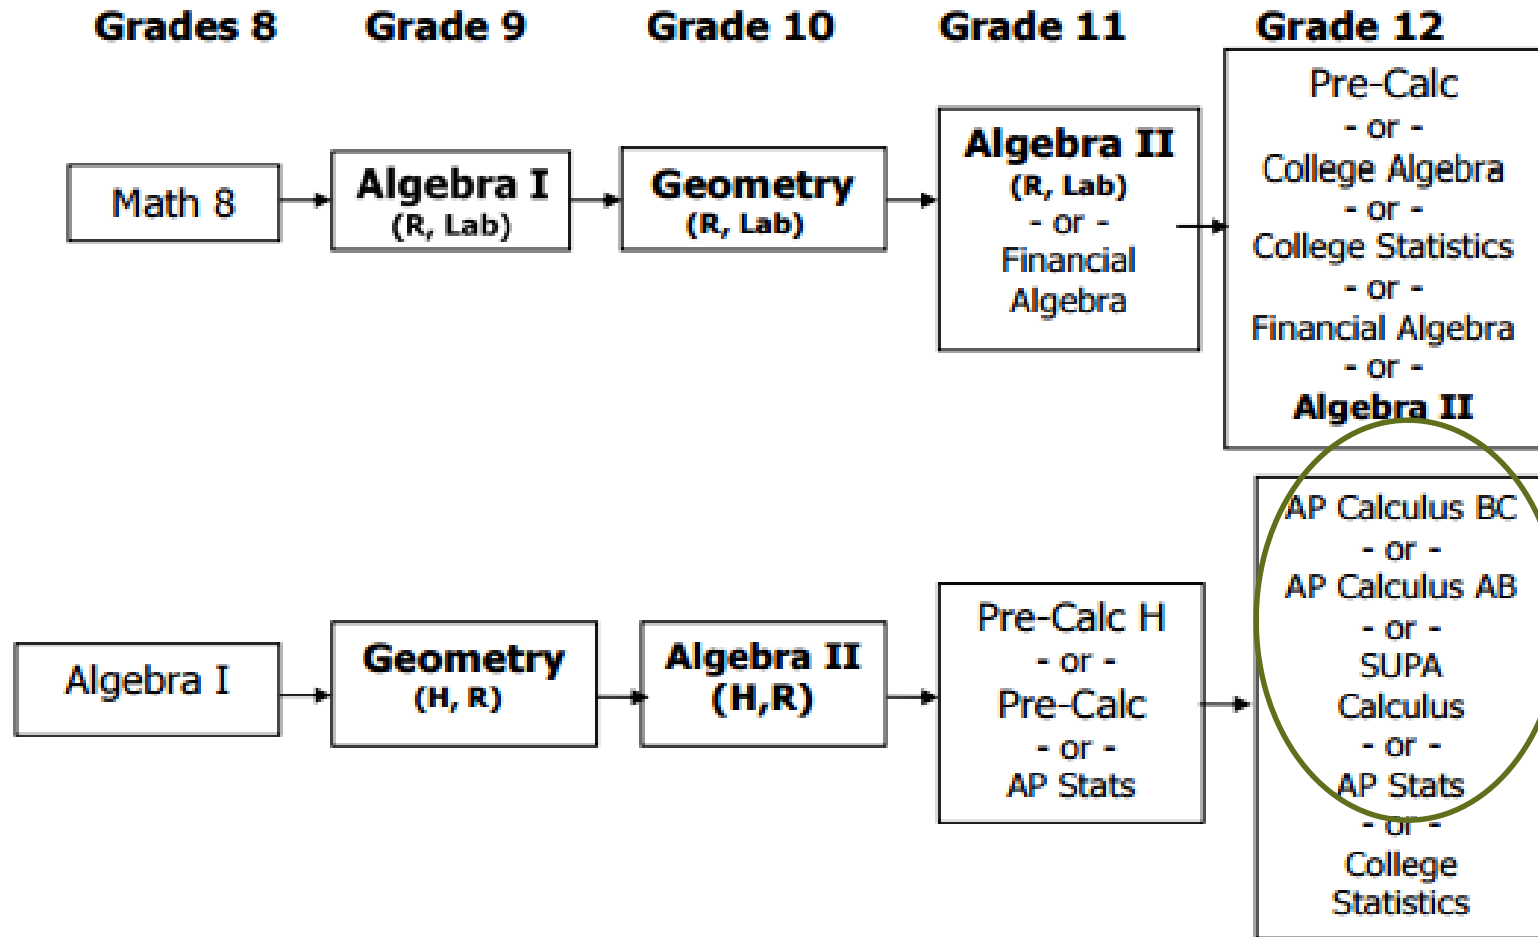 Grades 8
Grade 9
Grade 10
Grade 11
Grade 12
Math 8
Algebra I
(R, Lab)
Geometry
(R, Lab)
Algebra II
(R, Lab)
- or -
Financial
Algebra
Pre-Calc
- or -
College Algebra
- or -
College Statistics
- or -
Financial Algebra
- or -
Algebra II
Algebra I
Geometry
(H, R)
Algebra II
(H,R)
Pre-Calc H
- or -
Pre-Calc
- or -
AP Stats
AP Calculus BC
- or -
AP Calculus AB
- or -
SUPA
Calculus
- or -
AP Stats
- or -
College
Statistics